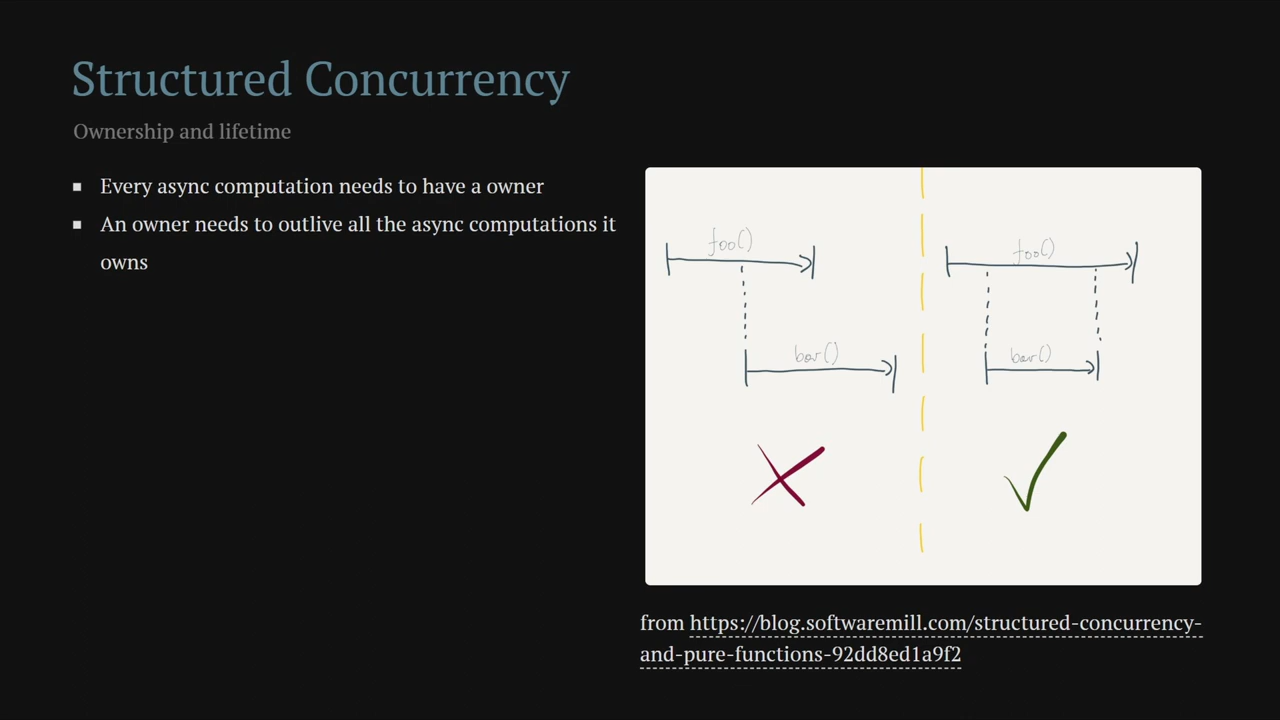 Structured Concurrency
Ownership and lifetime
Every async computation needs to have a owner
An owner needs to outlive all the async computations it
owns
foo()
bar()
foo()
bar()
from https://blog.softwaremill.com/structured-concurrency-
and-pure-functions-92dd8ed1a9f2